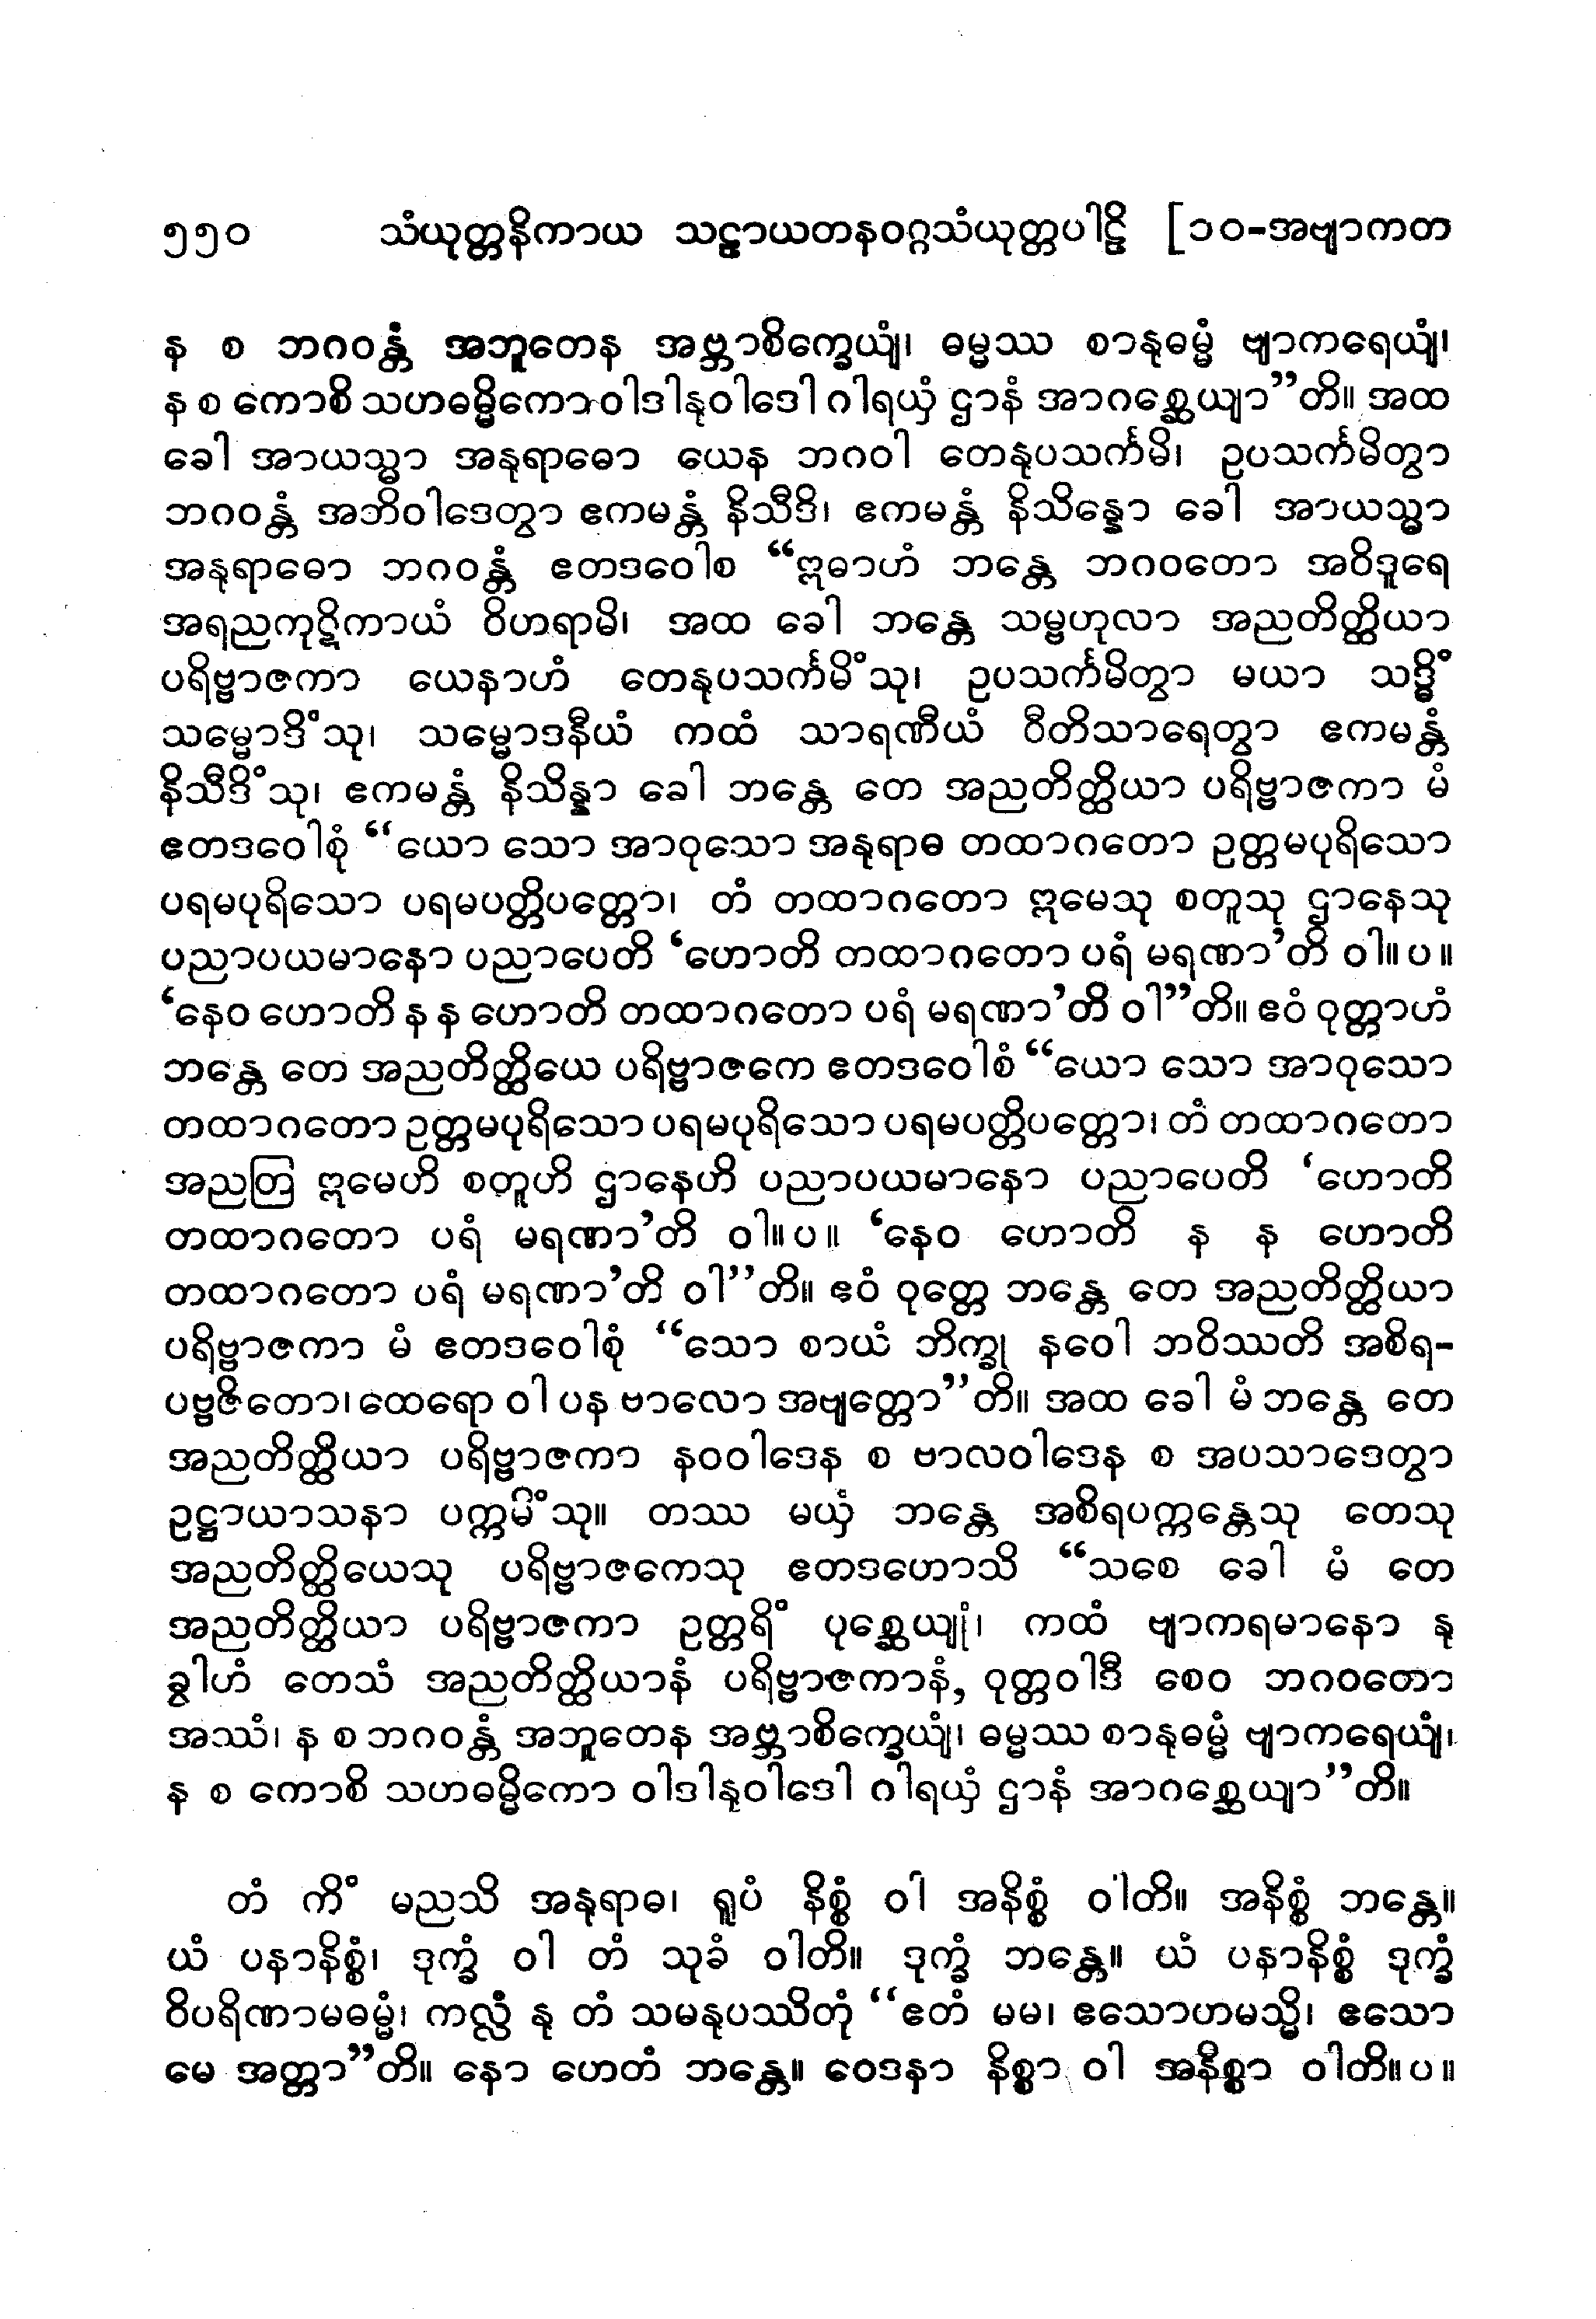 ၅၅၀ သံယုတ္တနိကာယ သဠာယတနဝဂ္ဂသံယုတ္တပါဠိ [၁၀-အဗျာကတ
န စ ဘဂဝန္တံ အဘူတေန အဗ္ဘာစိက္ခေယျံ၊ ဓမ္မဿ စာနုဓမ္မံ ဗျာကရေယျံ၊
န စ ကောစိ သဟဓမ္မိကော ဝါဒါနုဝါဒေါ ဂါရယှံ ဌာနံ အာဂစ္ဆေယျာ”တိ။ အထ
ခေါ အာယသ္မာ အနုရာဓော ယေန ဘဂဝါ တေနုပသင်္ကမိ၊ ဥပသင်္ကမိတွာ
ဘဂဝန္တံ အဘိဝါဒေတွာ ဧကမန္တံ နိသီဒိ၊ ဧကမန္တံ နိသိန္နော ခေါ အာယသ္မာ
အနုရာဓော ဘဂဝန္တံ ဧတဒဝေါစ “ဣဓာဟံ ဘန္တေ ဘဂဝတော အဝိဒူရေ
အရညကုဋိကာယံ ဝိဟရာမိ၊ အထ ခေါ ဘန္တေ သမ္ဗဟုလာ အညတိတ္ထိယာ
ပရိဗ္ဗာဇကာ ယေနာဟံ တေနုပသင်္ကမိံသု၊ ဥပသင်္ကမိတွာ မယာ သဒ္ဓိံ
သမ္မောဒိံသု၊ သမ္မောဒနီယံ ကထံ သာရဏီယံ ဝီတိသာရေတွာ ဧကမန္တံ
နိသီဒိံသု၊ ဧကမန္တံ နိသိန္နာ ခေါ ဘန္တေ တေ အညတိတ္ထိယာ ပရိဗ္ဗာဇကာ မံ
ဧတဒဝေါစုံ “ယော သော အာဝုသော အနုရာဓ တထာဂတော ဥတ္တမပုရိသော
ပရမပုရိသော ပရမပတ္တိပတ္တော၊ တံ တထာဂတော ဣမေသု စတူသု ဌာနေသု
ပညာပယမာနော ပညာပေတိ ‘ဟောတိ တထာဂတော ပရံ မရဏာ’တိ ဝါ။ပ။
‘နေဝ ဟောတိ န န ဟောတိ တထာဂတော ပရံ မရဏာ’တိ ဝါ”တိ။ ဧဝံ ဝုတ္တာဟံ
ဘန္တေ တေ အညတိတ္ထိယေ ပရိဗ္ဗာဇကေ ဧတဒဝေါစံ “ယော သော အာဝုသော
တထာဂတော ဥတ္တမပုရိသော ပရမပုရိသော ပရမပတ္တိပတ္တော၊ တံ တထာဂတော
အညတြ ဣမေဟိ စတူဟိ ဌာနေဟိ ပညာပယမာနော ပညာပေတိ ‘ဟောတိ
တထာဂတော ပရံ မရဏာ’တိ ဝါ။ပ။ ‘နေဝ ဟောတိ န န ဟောတိ
တထာဂတော ပရံ မရဏာ’တိ ဝါ”တိ။ ဧဝံ ဝုတ္တေ ဘန္တေ တေ အညတိတ္ထိယာ
ပရိဗ္ဗာဇကာ မံ ဧတဒဝေါစုံ “သော စာယံ ဘိက္ခု နဝေါ ဘဝိဿတိ အစိရ-
ပဗ္ဗဇိတော၊ ထေရော ဝါ ပန ဗာလော အဗျတ္တော”တိ။ အထ ခေါ မံ ဘန္တေ တေ
အညတိတ္ထိယာ ပရိဗ္ဗာဇကာ နဝဝါဒေန စ ဗာလဝါဒေန စ အပသာဒေတွာ
ဥဋ္ဌာယာသနာ ပက္ကမိံသု။ တဿ မယှံ ဘန္တေ အစိရပက္ကန္တေသု တေသု
အညတိတ္ထိယေသု ပရိဗ္ဗာဇကေသု ဧတဒဟောသိ “သစေ ခေါ မံ တေ
အညတိတ္ထိယာ ပရိဗ္ဗာဇကာ ဥတ္တရိံ ပုစ္ဆေယျုံ၊ ကထံ ဗျာကရမာနော နု
ခွါဟံ တေသံ အညတိတ္ထိယာနံ ပရိဗ္ဗာဇကာနံ, ဝုတ္တဝါဒီ စေဝ ဘဂဝတော
အဿံ၊ န စ ဘဂဝန္တံ အဘူတေန အဗ္ဘာစိက္ခေယျံ၊ ဓမ္မဿ စာနုဓမ္မံ ဗျာကရေယျံ၊
န စ ကောစိ သဟဓမ္မိကော ဝါဒါနုဝါဒေါ ဂါရယှံ ဌာနံ အာဂစ္ဆေယျာ”တိ။
တံ ကိံ မညသိ အနုရာဓ၊ ရူပံ နိစ္စံ ဝါ အနိစ္စံ ဝါတိ။ အနိစ္စံ ဘန္တေ။
ယံ ပနာနိစ္စံ၊ ဒုက္ခံ ဝါ တံ သုခံ ဝါတိ။ ဒုက္ခံ ဘန္တေ။ ယံ ပနာနိစ္စံ ဒုက္ခံ
ဝိပရိဏာမဓမ္မံ၊ ကလ္လံ နု တံ သမနုပဿိတုံ “ဧတံ မမ၊ ဧသောဟမသ္မိ၊ ဧသော
မေ အတ္တာ”တိ။ နော ဟေတံ ဘန္တေ။ ဝေဒနာ နိစ္စာ ဝါ အနိစ္စာ ဝါတိ။ပ။